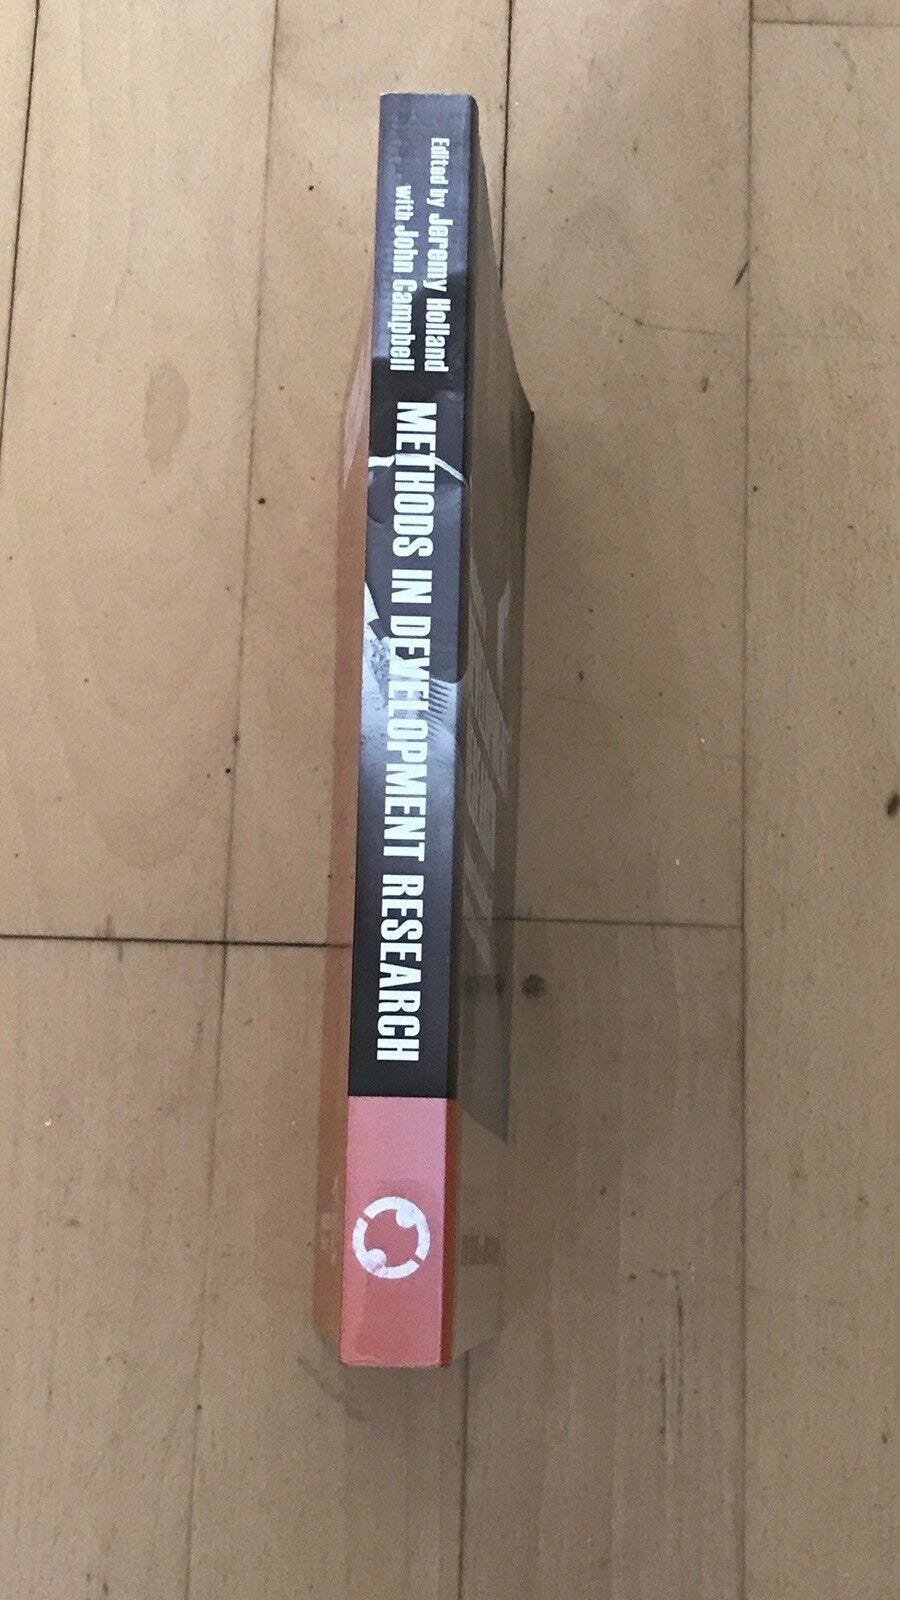 Edited by Jeremy Holland
with John Campbell
METHODS IN DEVELOPMENT RESEARCH